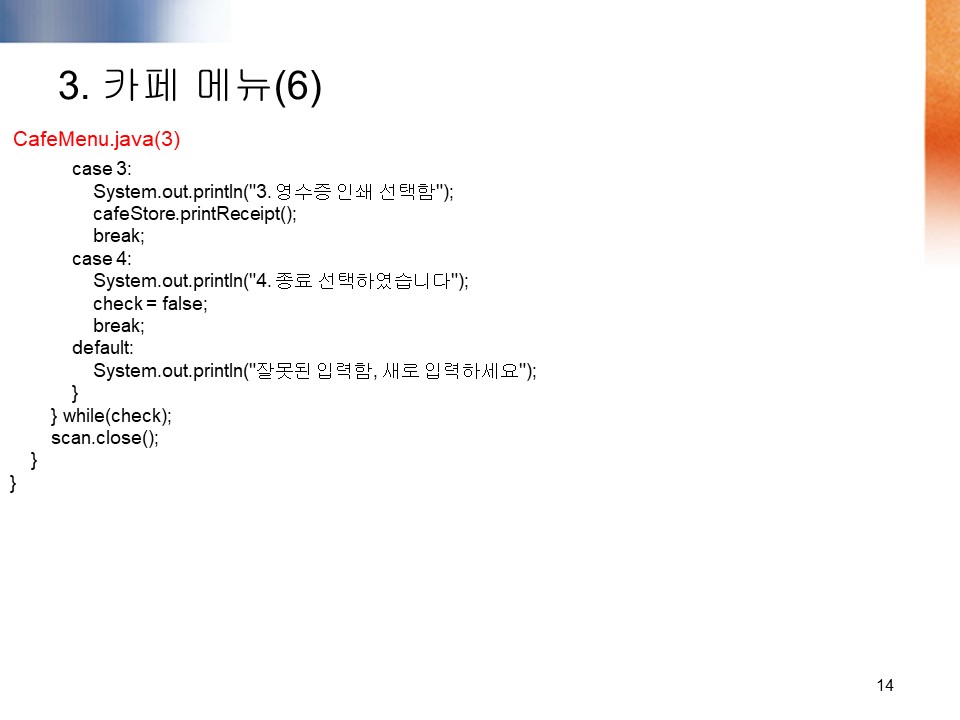 3. 카페 메뉴(6)
CafeMenu.java(3)
case 3:
System.out.println("3. 영수증 인쇄 선택함");
cafeStore.printReceipt();
break;
case 4:
System.out.println("4. 종료 선택하였습니다");
check = false;
break;
default:
System.out.println("잘못된 입력함, 새로 입력하세요");
}
} while(check);
scan.close();
}
}
14